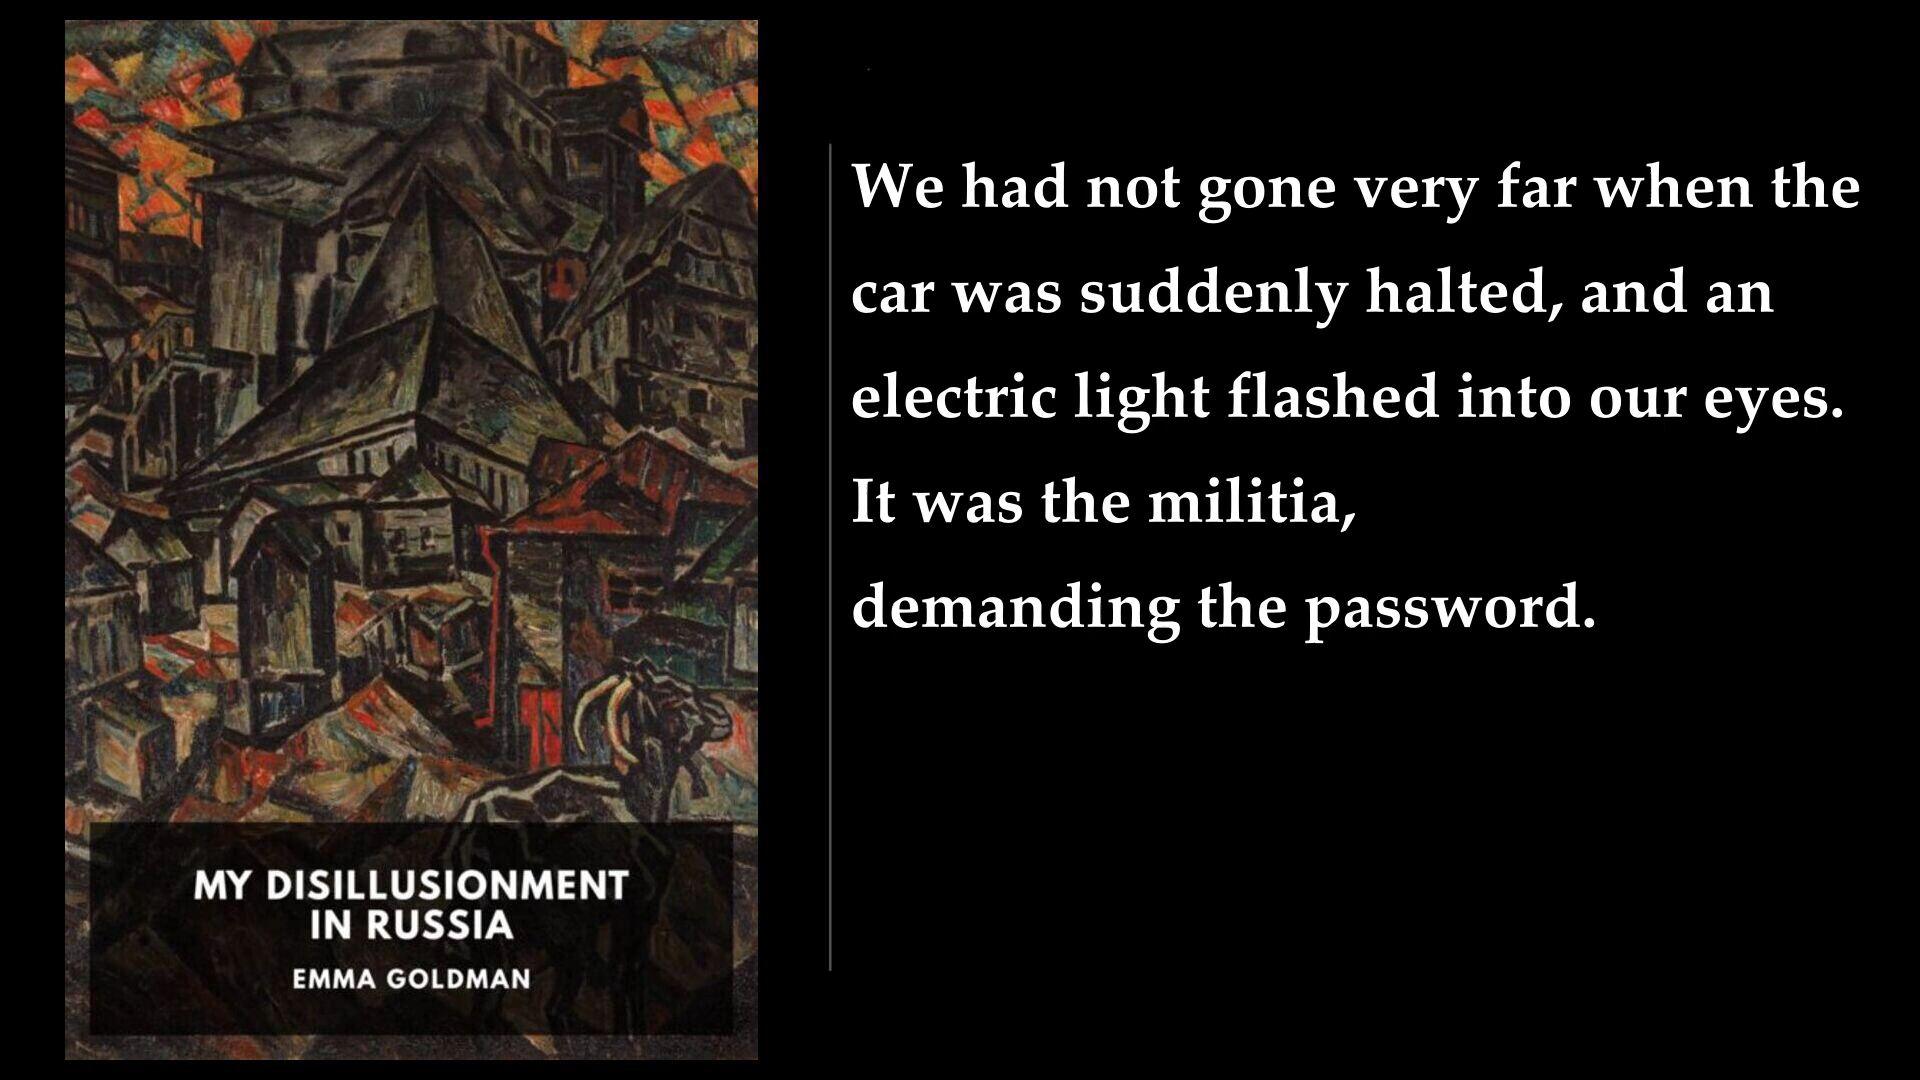 MY DISILLUSIONMENT
IN RUSSIA
EMMA GOLDMAN
We had not gone very far when the
car was suddenly halted, and an
electric light flashed into our eyes.
It was the militia,
demanding the password.